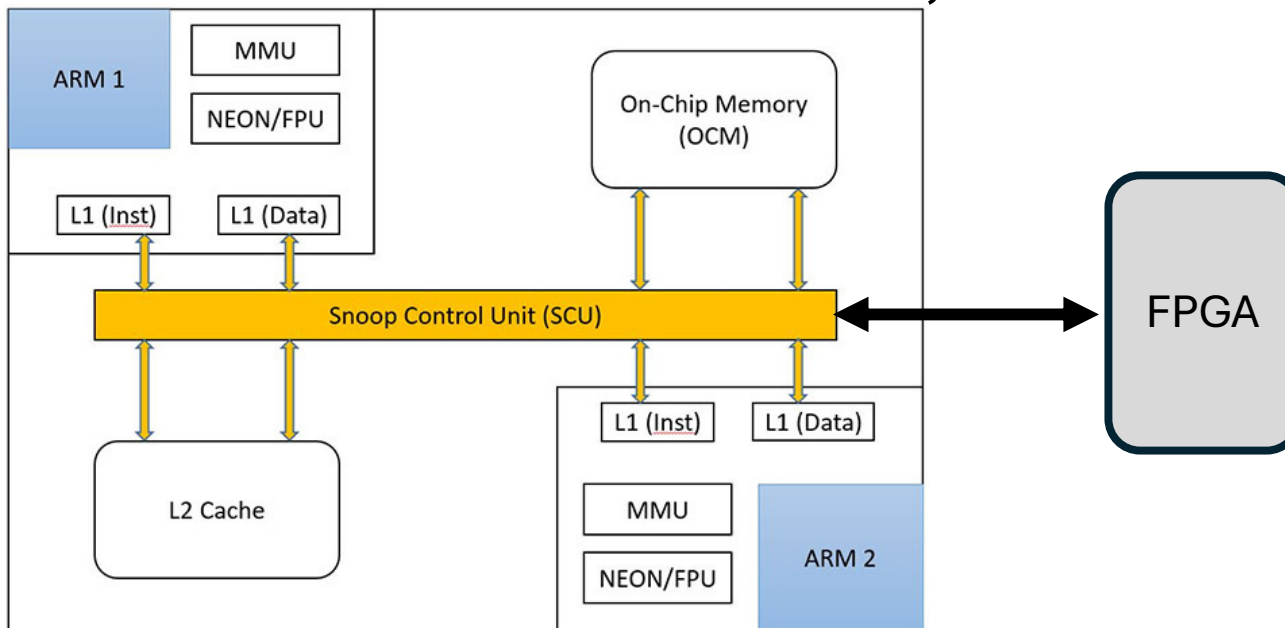 ARM 1
MMU
NEON/FPU
L1 (Inst)
L1 (Data)
On-Chip Memory
(OCM)
Snoop Control Unit (SCU)
FPGA
L2 Cache
L1 (Inst)
L1 (Data)
MMU
NEON/FPU
ARM 2